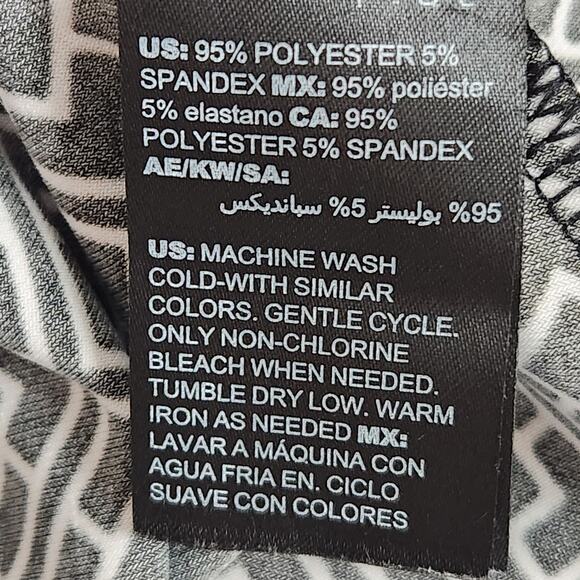 US: 95% POLYESTER 5%
SPANDEX MX: 95% poliéster
5% elastano CA: 95%
POLYESTER 5% SPANDEX
AE/KW/SA:
95% بوليستر 5% سبانديكس
US: MACHINE WASH
COLD-WITH SIMILAR
COLORS. GENTLE CYCLE.
ONLY NON-CHLORINE
BLEACH WHEN NEEDED.
TUMBLE DRY LOW. WARM
IRON AS NEEDED MX:
LAVAR A MÁQUINA CON
AGUA FRIA EN. CICLO
SUAVE CON COLORES